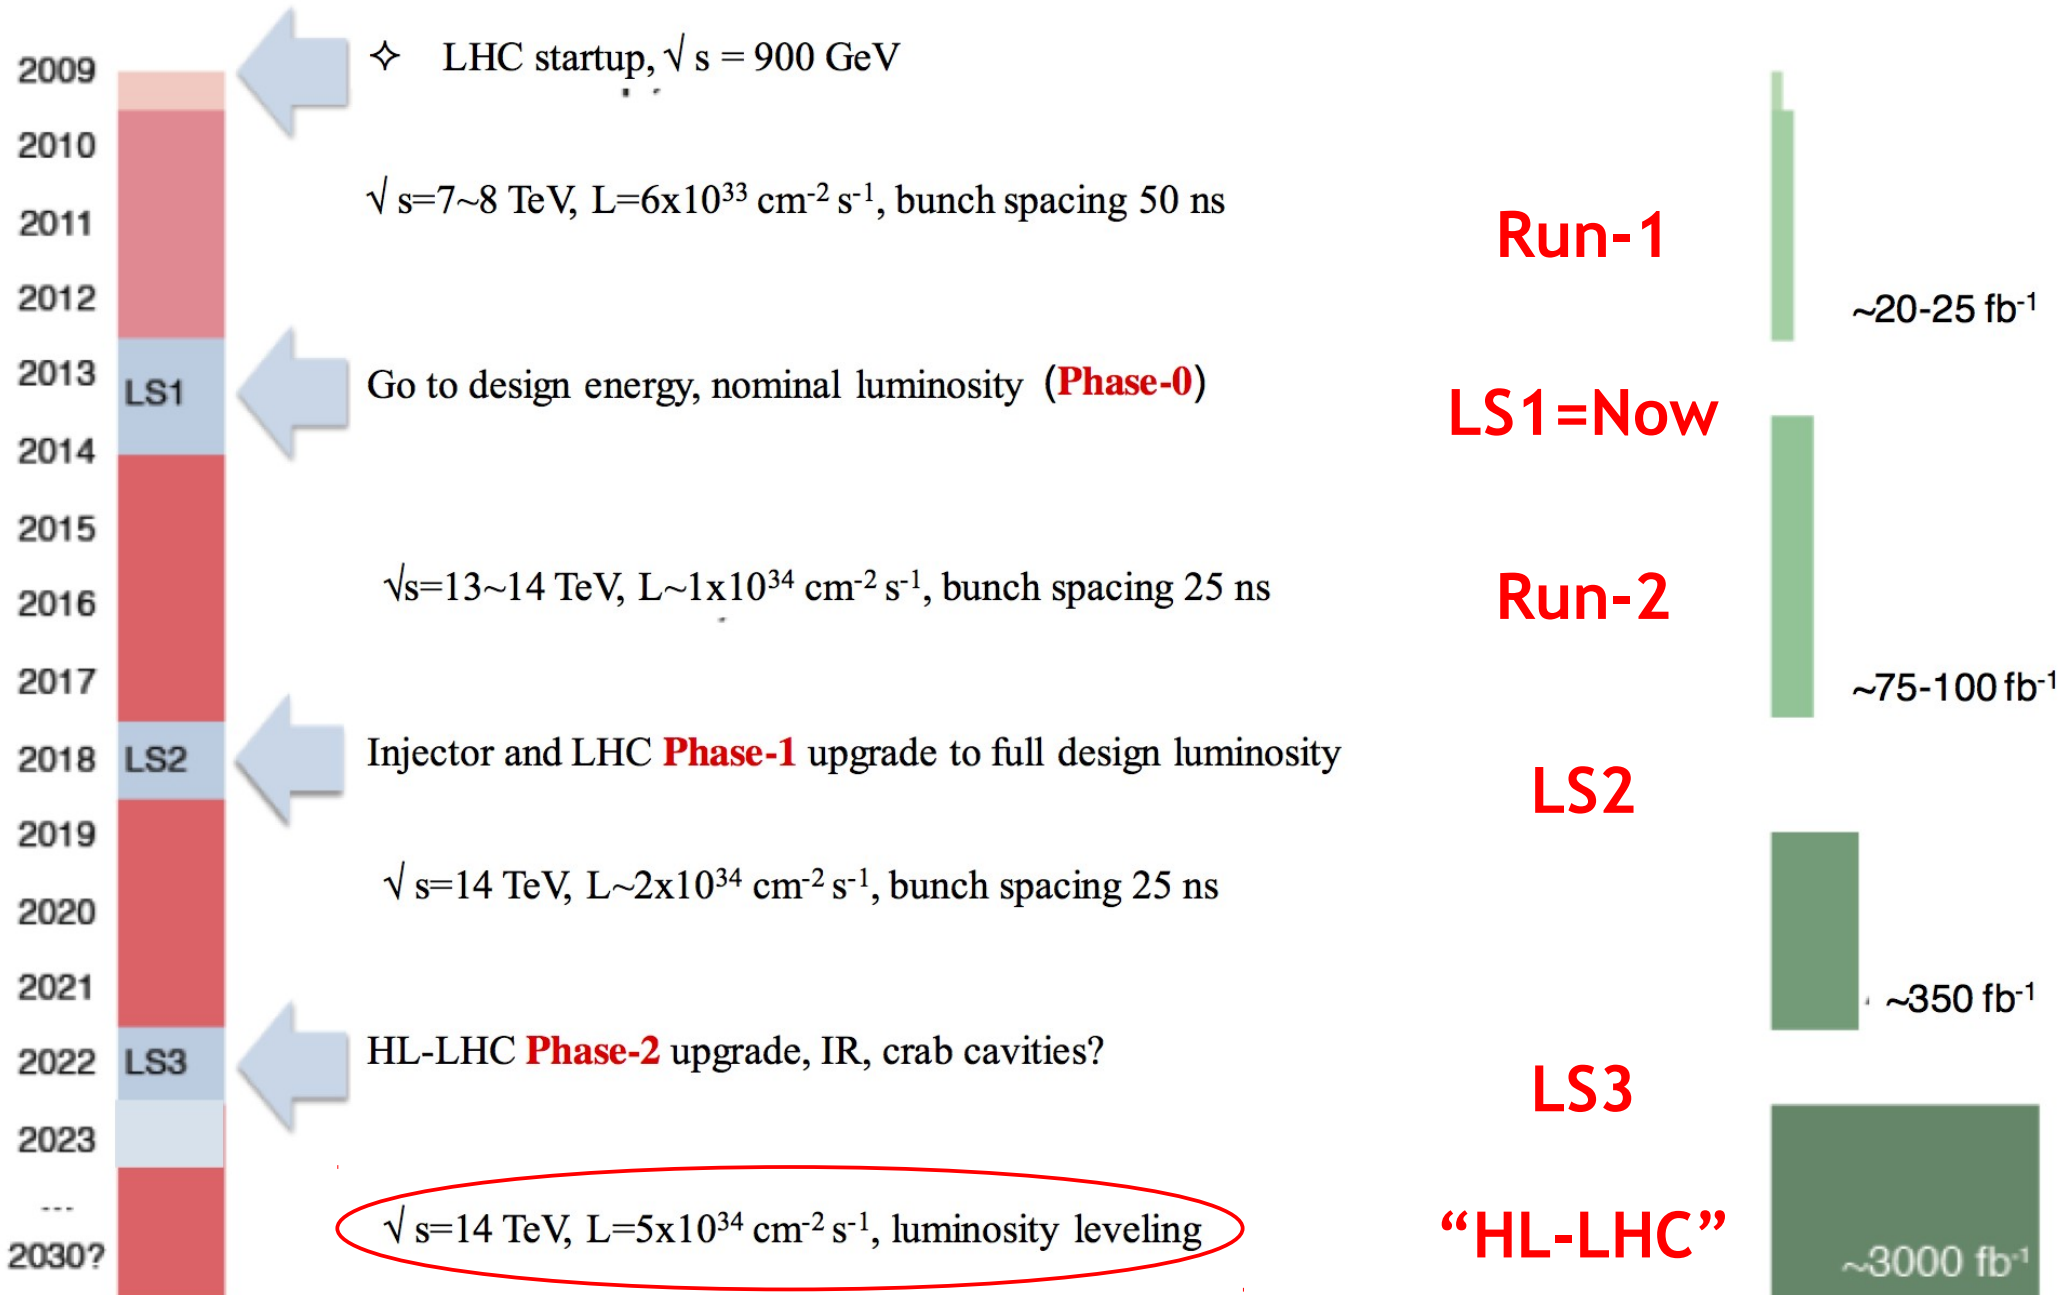 2009
✧ LHC startup, √ s = 900 GeV
2010
√ s=7~8 TeV, L=6x10³³ cm⁻² s⁻¹, bunch spacing 50 ns
2011
Run-1
2012
~20-25 fb⁻¹
2013
LS1
Go to design energy, nominal luminosity (Phase-0)
LS1=Now
2014
2015
√s=13~14 TeV, L~1x10³⁴ cm⁻² s⁻¹, bunch spacing 25 ns
2016
Run-2
2017
~75-100 fb⁻¹
2018
LS2
Injector and LHC Phase-1 upgrade to full design luminosity
LS2
2019
√ s=14 TeV, L~2x10³⁴ cm⁻² s⁻¹, bunch spacing 25 ns
2020
2021
~350 fb⁻¹
2022
LS3
HL-LHC Phase-2 upgrade, IR, crab cavities?
LS3
2023
---
√ s=14 TeV, L=5x10³⁴ cm⁻² s⁻¹, luminosity leveling
“HL-LHC”
2030?
~3000 fb⁻¹